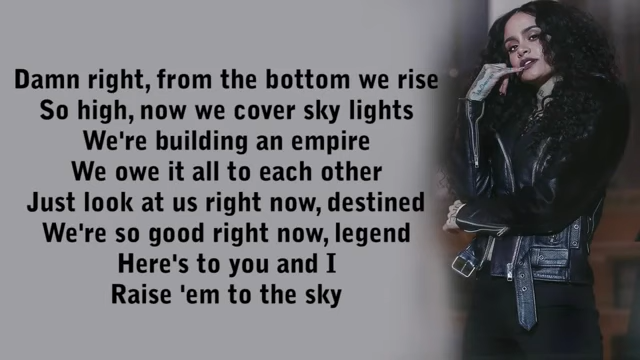 Damn right, from the bottom we rise
So high, now we cover sky lights
We're building an empire
We owe it all to each other
Just look at us right now, destined
We're so good right now, legend
Here's to you and I
Raise 'em to the sky